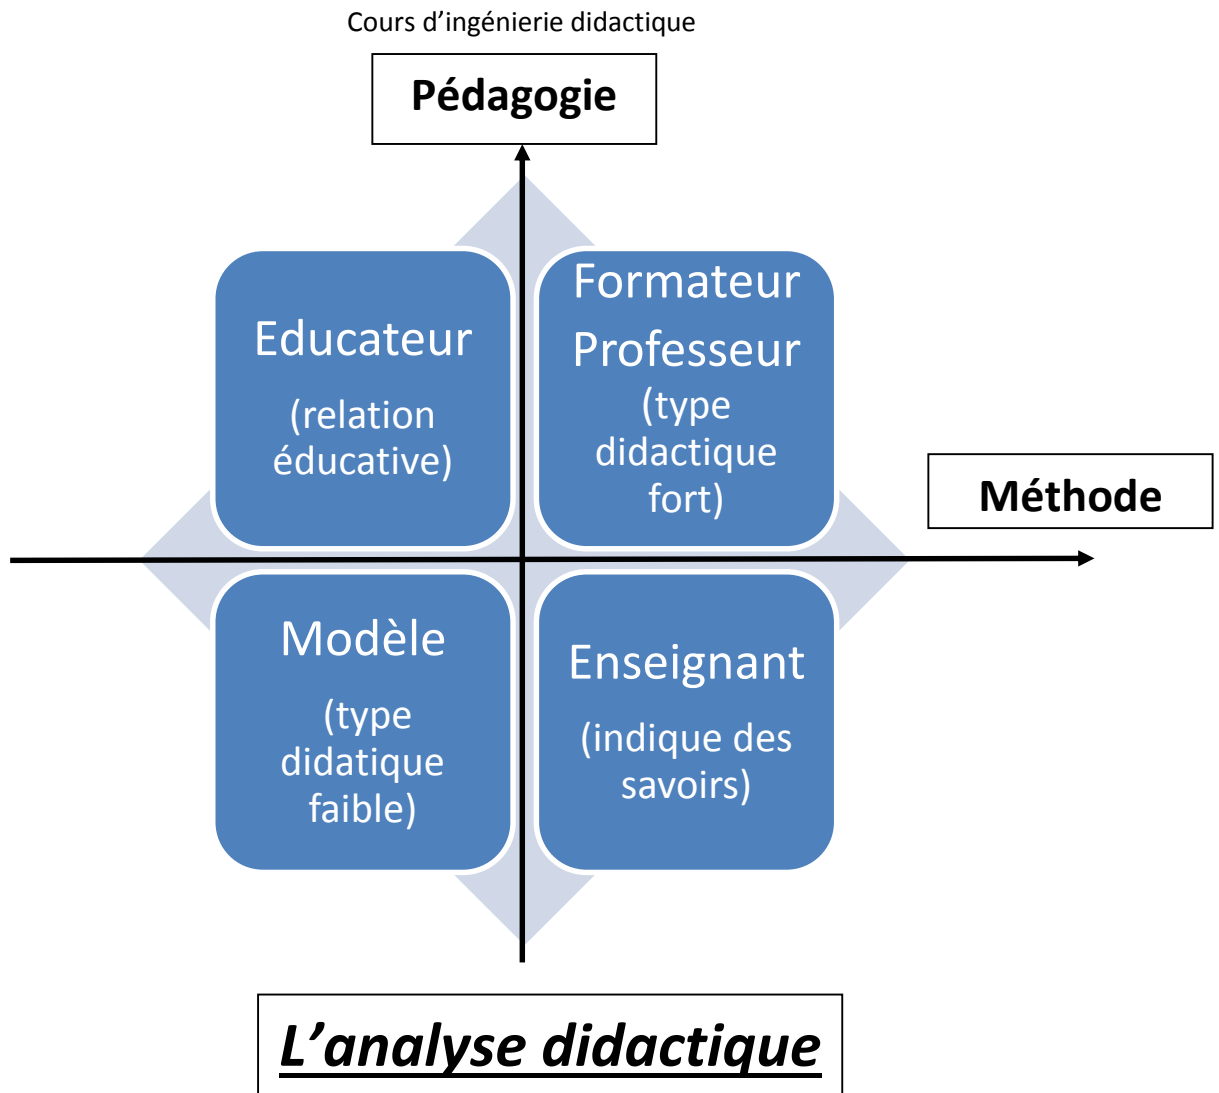 Cours d’ingénierie didactique
Pédagogie
Educateur
(relation
éducative)
Formateur
Professeur
(type
didactique
fort)
Méthode
Modèle
(type
didatique
faible)
Enseignant
(indique des
savoirs)
L’analyse didactique